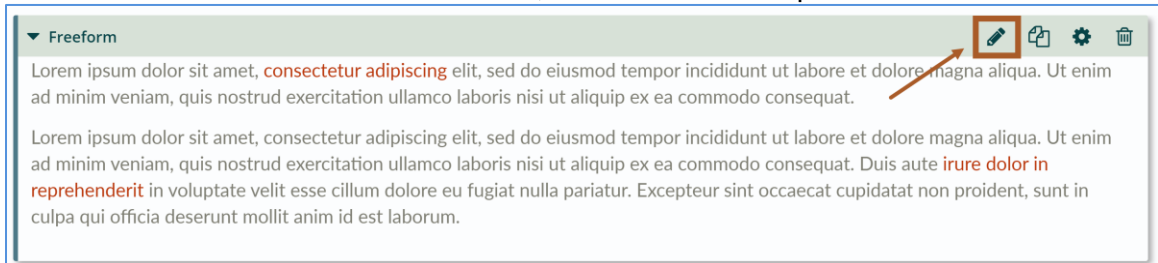 Freeform
Lorem ipsum dolor sit amet, consectetur adipiscing elit, sed do eiusmod tempor incididunt ut labore et dolore magna aliqua. Ut enim
ad minim veniam, quis nostrud exercitation ullamco laboris nisi ut aliquip ex ea commodo consequat.
Lorem ipsum dolor sit amet, consectetur adipiscing elit, sed do eiusmod tempor incididunt ut labore et dolore magna aliqua. Ut enim
ad minim veniam, quis nostrud exercitation ullamco laboris nisi ut aliquip ex ea commodo consequat. Duis aute irure dolor in
reprehenderit in voluptate velit esse cillum dolore eu fugiat nulla pariatur. Excepteur sint occaecat cupidatat non proident, sunt in
culpa qui officia deserunt mollit anim id est laborum.